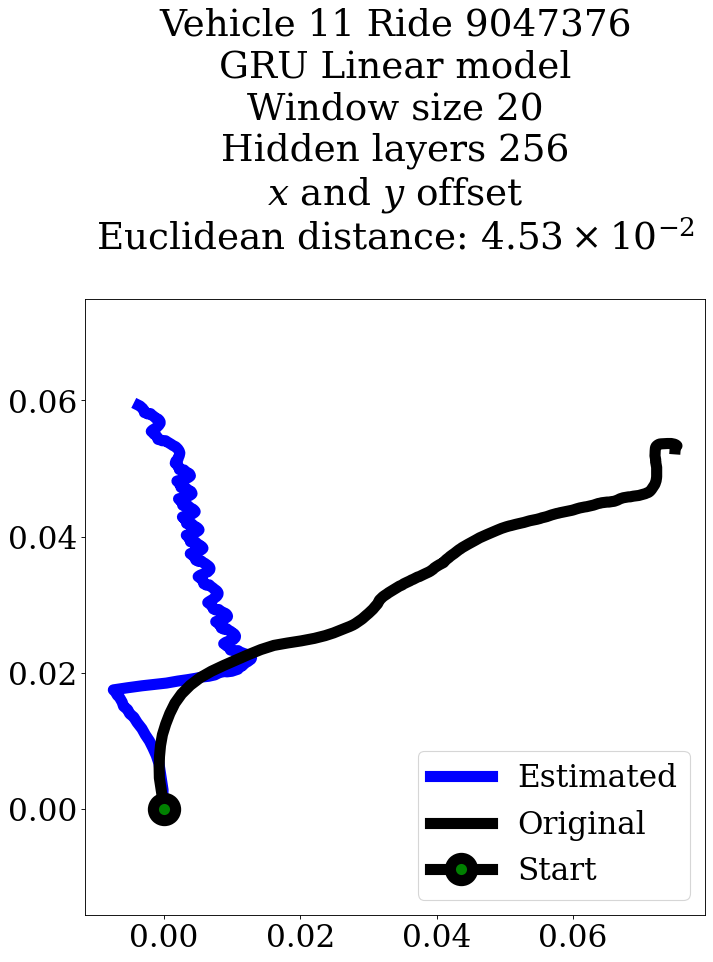 Vehicle 11 Ride 9047376
GRU Linear model
Window size 20
Hidden layers 256
x and y offset
Euclidean distance: 4.53 × 10⁻²
0.06
0.04
0.02
0.00
Estimated
Original
Start
0.00 0.02 0.04 0.06